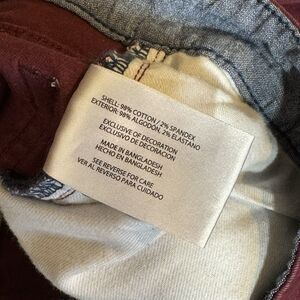 SHELL: 98% COTTON / 2% SPANDEX
EXTERIOR: 98% ALGODON, 2% ELASTANO
EXCLUSIVE OF DECORATION
EXCLUSIVO DE DECORACIÓN
MADE IN BANGLADESH
HECHO EN BANGLADESH
SEE REVERSE FOR CARE
VER AL REVERSO PARA CUIDADO